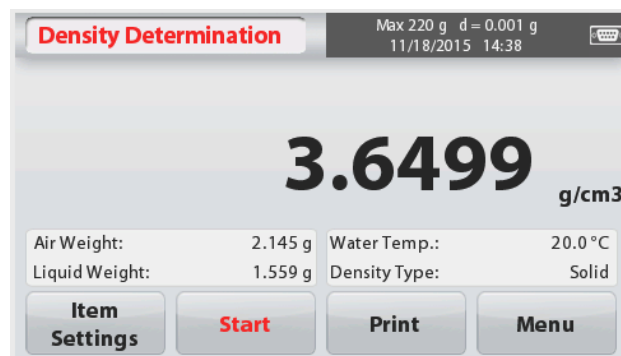 Density Determination
Max 220 g d = 0.001 g
11/18/2015 14:38
3.6499 g/cm3
Air Weight: 2.145 g
Liquid Weight: 1.559 g
Water Temp.: 20.0 °C
Density Type: Solid
Item
Settings
Start
Print
Menu